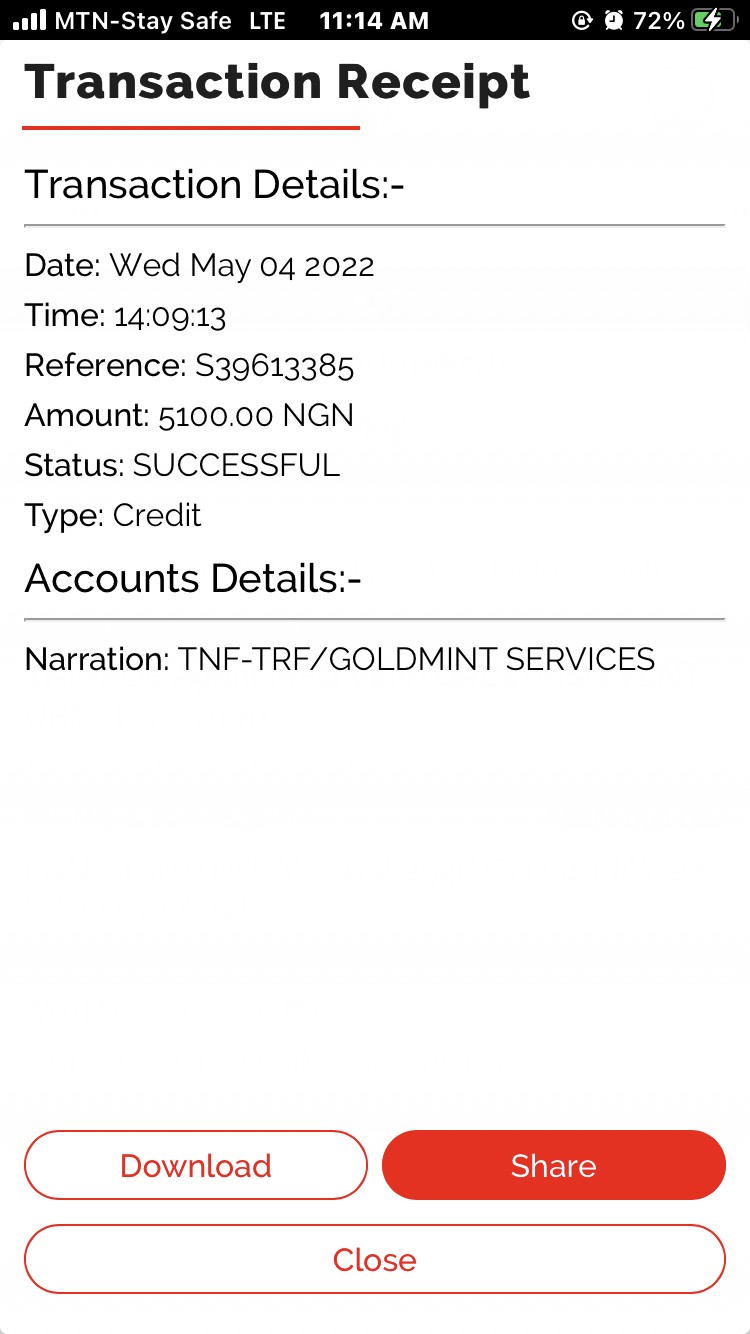 MTN-Stay Safe LTE 11:14 AM 72%
Transaction Receipt
Transaction Details:-
Date: Wed May 04 2022
Time: 14:09:13
Reference: S39613385
Amount: 5100.00 NGN
Status: SUCCESSFUL
Type: Credit
Accounts Details:-
Narration: TNF-TRF/GOLDMINT SERVICES
Download Share
Close